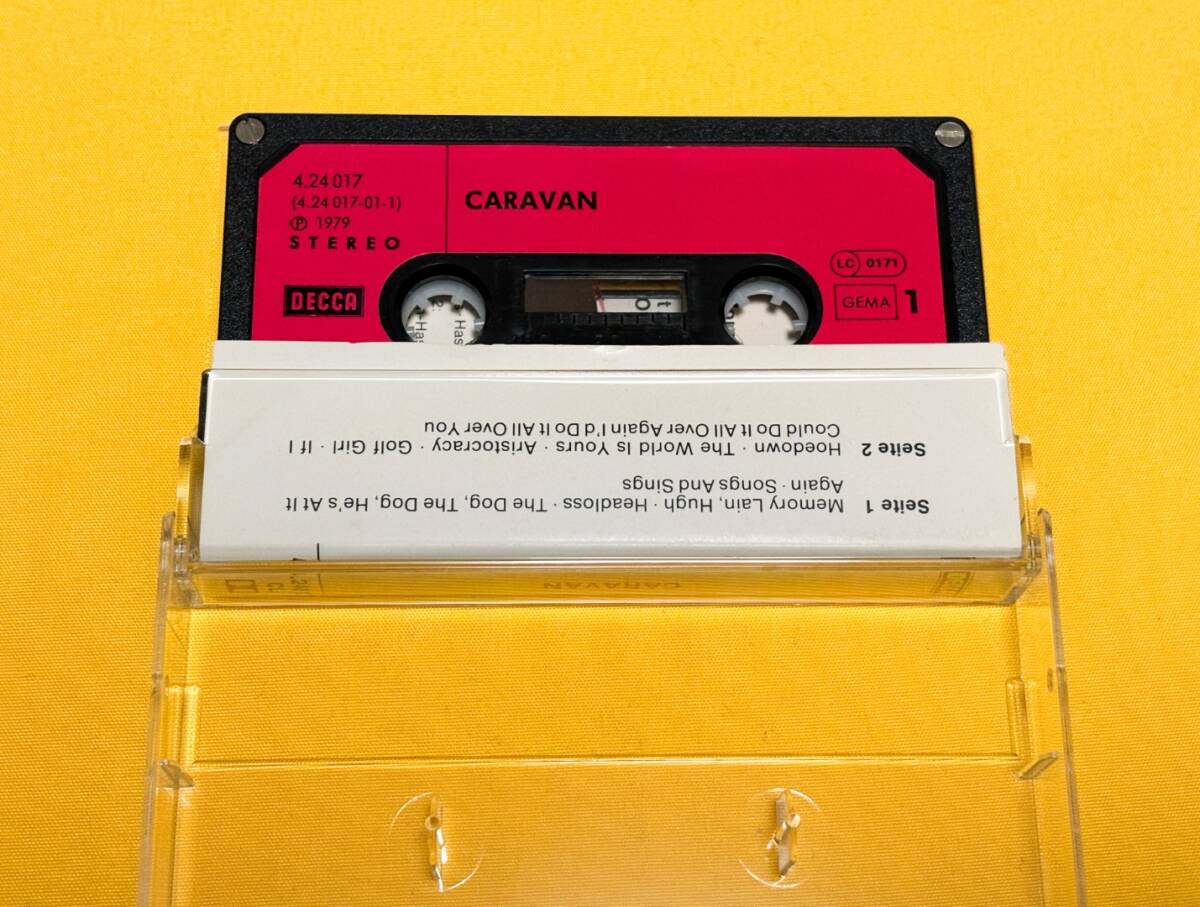 4.24 017
(4.24 017-01-1)
Ⓟ 1979
STEREO
CARAVAN
DECCA
LC 0171
GEMA 1
Seite 1 Memory Lain, Hugh · Headloss · The Dog, The Dog, He's At It
Again · Songs And Sings
Seite 2 Hoedown · The World Is Yours · Aristocracy · Golf Girl · If I
Could Do It All Over Again I'd Do It All Over You
CARAVAN